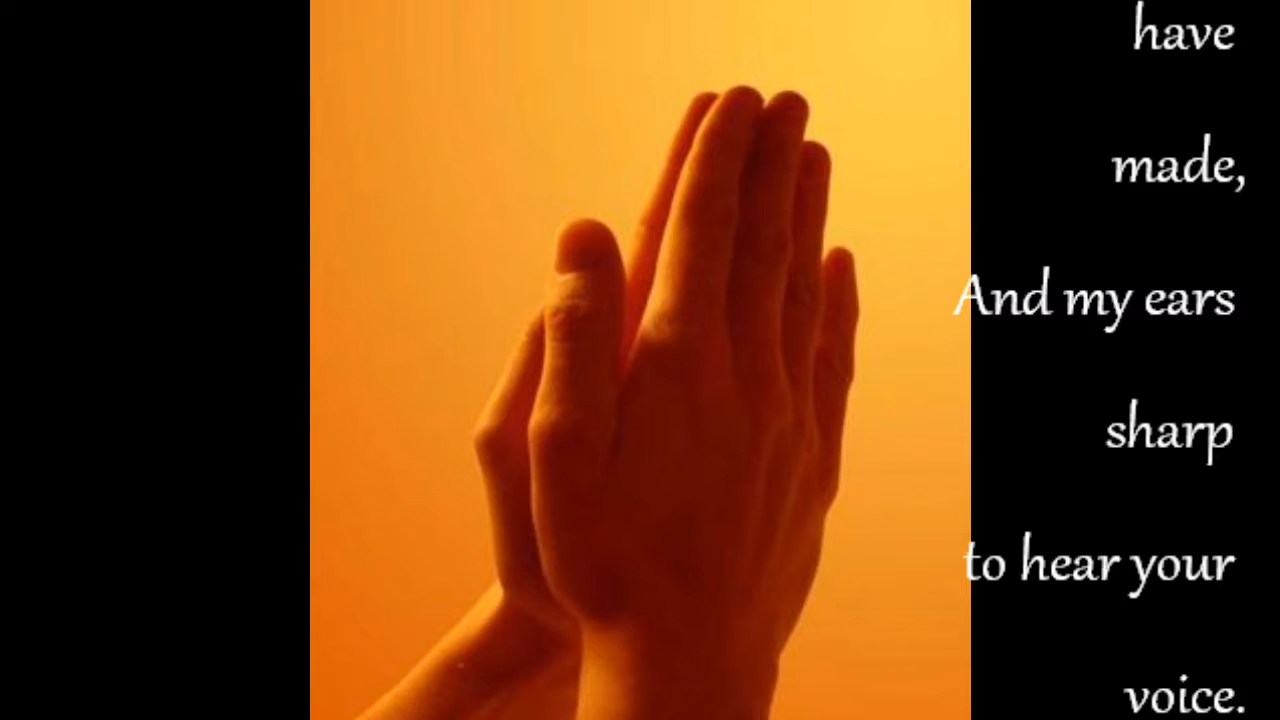 have
made,
And my ears
sharp
to hear your
voice.